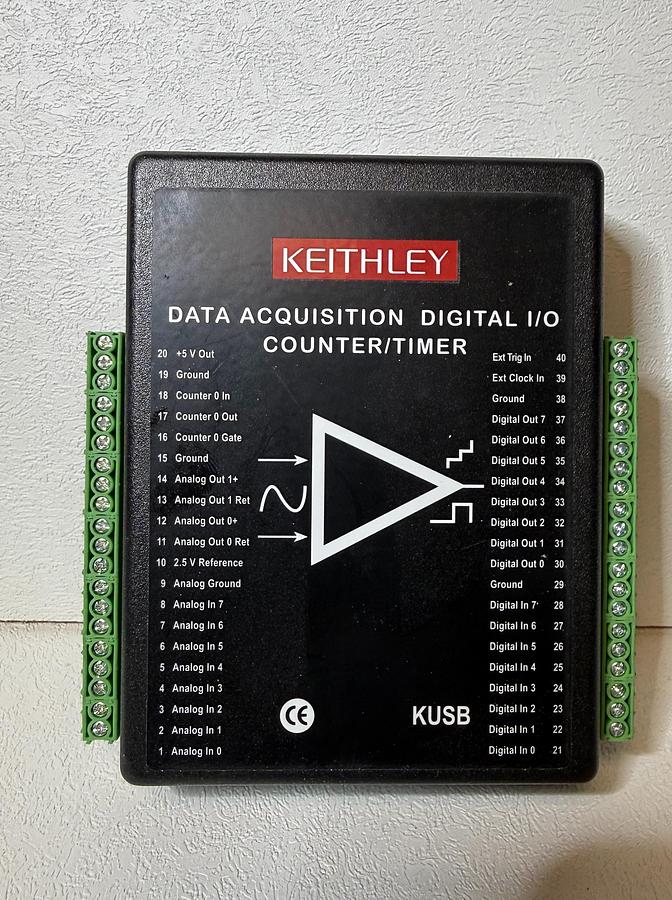 KEITHLEY
DATA ACQUISITION DIGITAL I/O
COUNTER/TIMER
20 +5 V Out
19 Ground
18 Counter 0 In
17 Counter 0 Out
16 Counter 0 Gate
15 Ground
14 Analog Out 1+
13 Analog Out 1 Ret
12 Analog Out 0+
11 Analog Out 0 Ret
10 2.5 V Reference
9 Analog Ground
8 Analog In 7
7 Analog In 6
6 Analog In 5
5 Analog In 4
4 Analog In 3
3 Analog In 2
2 Analog In 1
1 Analog In 0
Ext Trig In 40
Ext Clock In 39
Ground 38
Digital Out 7 37
Digital Out 6 36
Digital Out 5 35
Digital Out 4 34
Digital Out 3 33
Digital Out 2 32
Digital Out 1 31
Digital Out 0 30
Ground 29
Digital In 7 28
Digital In 6 27
Digital In 5 26
Digital In 4 25
Digital In 3 24
Digital In 2 23
Digital In 1 22
Digital In 0 21
CE
KUSB